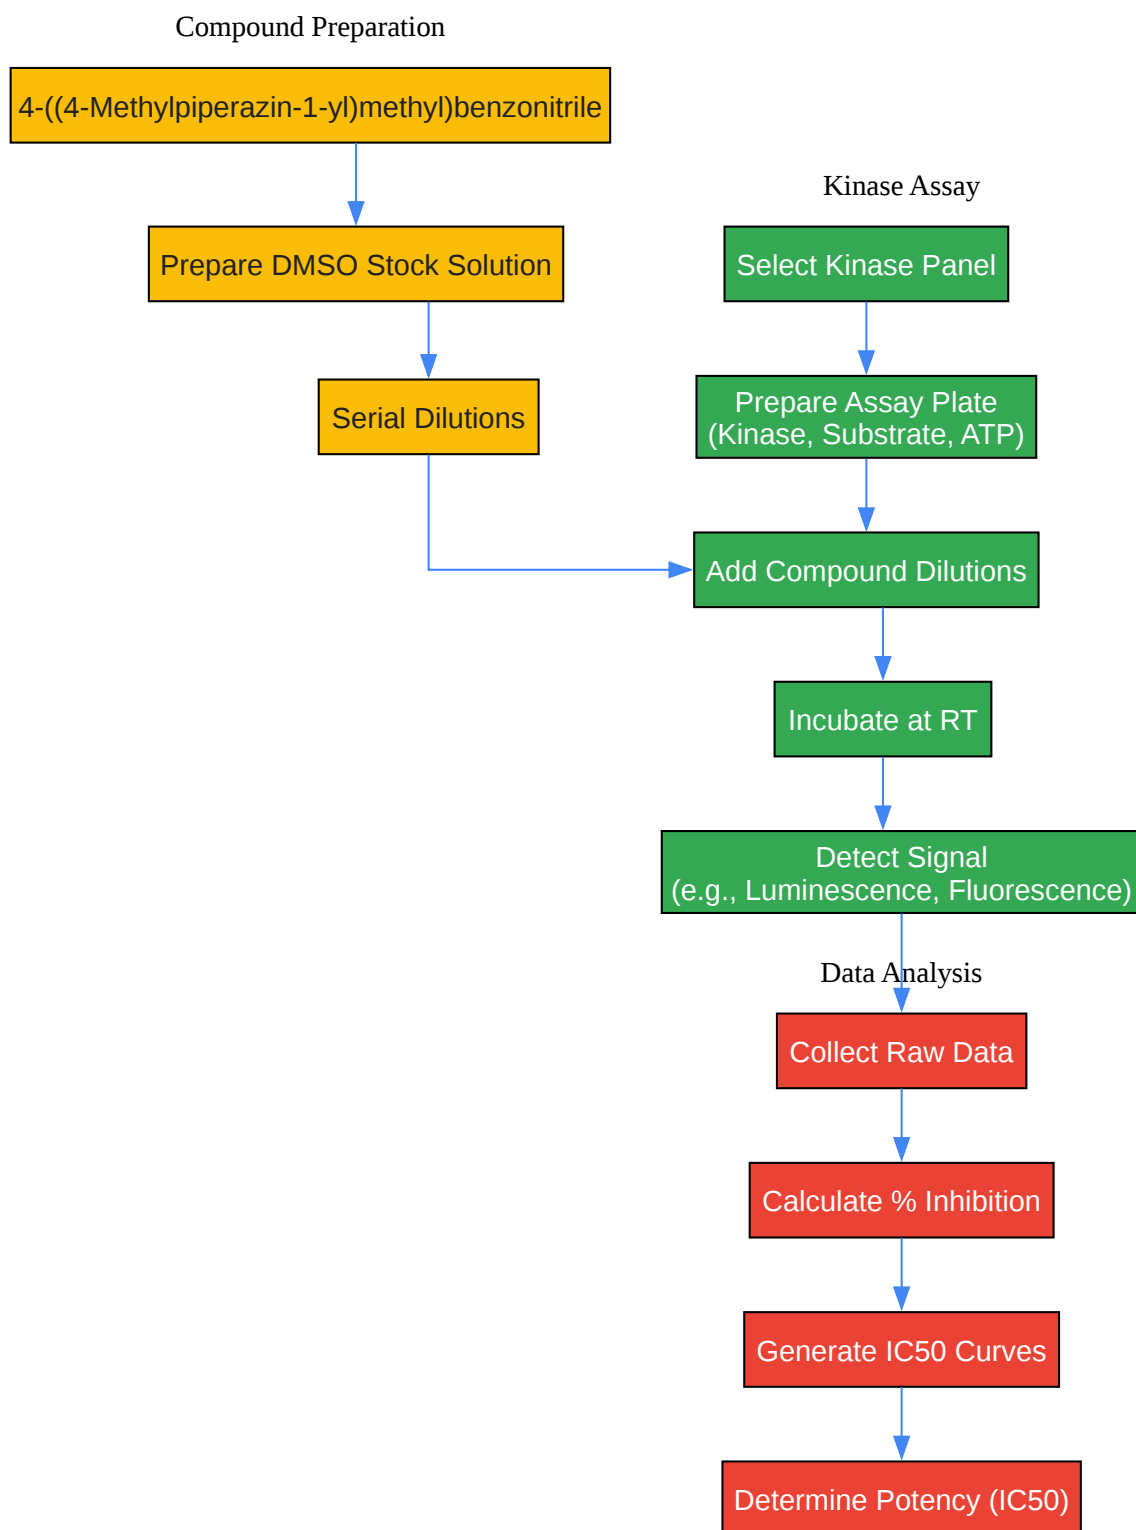 Compound Preparation
4-((4-Methylpiperazin-1-yl)methyl)benzonitrile
Prepare DMSO Stock Solution
Serial Dilutions
Kinase Assay
Select Kinase Panel
Prepare Assay Plate
(Kinase, Substrate, ATP)
Add Compound Dilutions
Incubate at RT
Detect Signal
(e.g., Luminescence, Fluorescence)
Data Analysis
Collect Raw Data
Calculate % Inhibition
Generate IC50 Curves
Determine Potency (IC50)